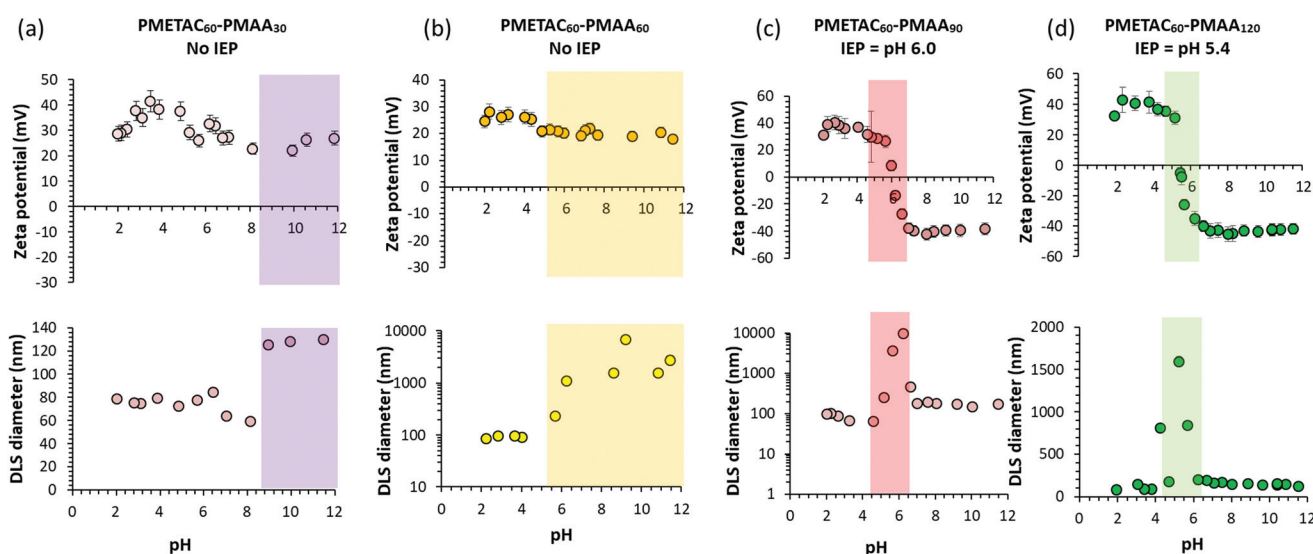 (a)
PMETAC₆₀-PMAA₃₀
No IEP
Zeta potential (mV)
50
40
30
20
10
0
-10
-20
-30
2 4 6 8 10 12
DLS diameter (nm)
140
120
100
80
60
40
20
0
0 2 4 6 8 10 12
pH
(b)
PMETAC₆₀-PMAA₆₀
No IEP
Zeta potential (mV)
40
30
20
10
0
-10
-20
-30
0 2 4 6 8 10 12
DLS diameter (nm)
10000
1000
100
10
0 2 4 6 8 10 12
pH
(c)
PMETAC₆₀-PMAA₉₀
IEP = pH 6.0
Zeta potential (mV)
60
40
20
0
-20
-40
-60
0 2 4 6 8 10 12
DLS diameter (nm)
10000
1000
100
10
1
0 2 4 6 8 10 12
pH
(d)
PMETAC₆₀-PMAA₁₂₀
IEP = pH 5.4
Zeta potential (mV)
60
40
20
0
-20
-40
-60
0 2 4 6 8 10 12
DLS diameter (nm)
2000
1500
1000
500
0
0 2 4 6 8 10 12
pH